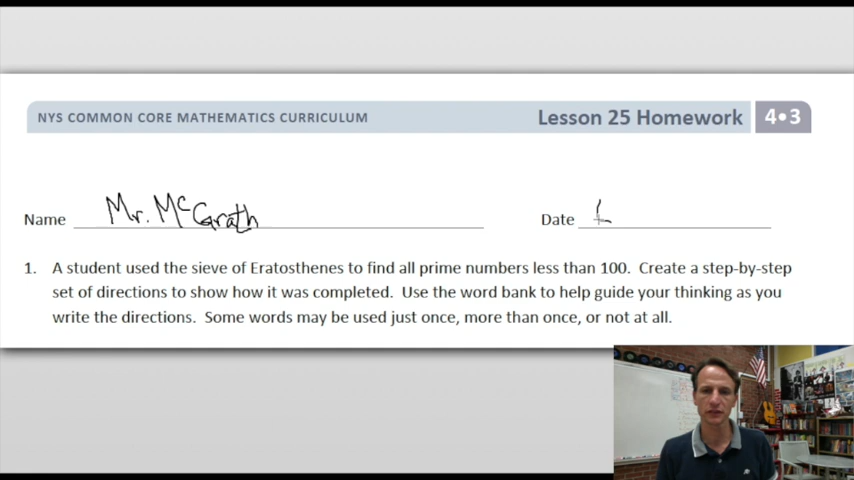 NYS COMMON CORE MATHEMATICS CURRICULUM Lesson 25 Homework 4•3
Name Mr. McGrath Date
1. A student used the sieve of Eratosthenes to find all prime numbers less than 100. Create a step-by-step
set of directions to show how it was completed. Use the word bank to help guide your thinking as you
write the directions. Some words may be used just once, more than once, or not at all.